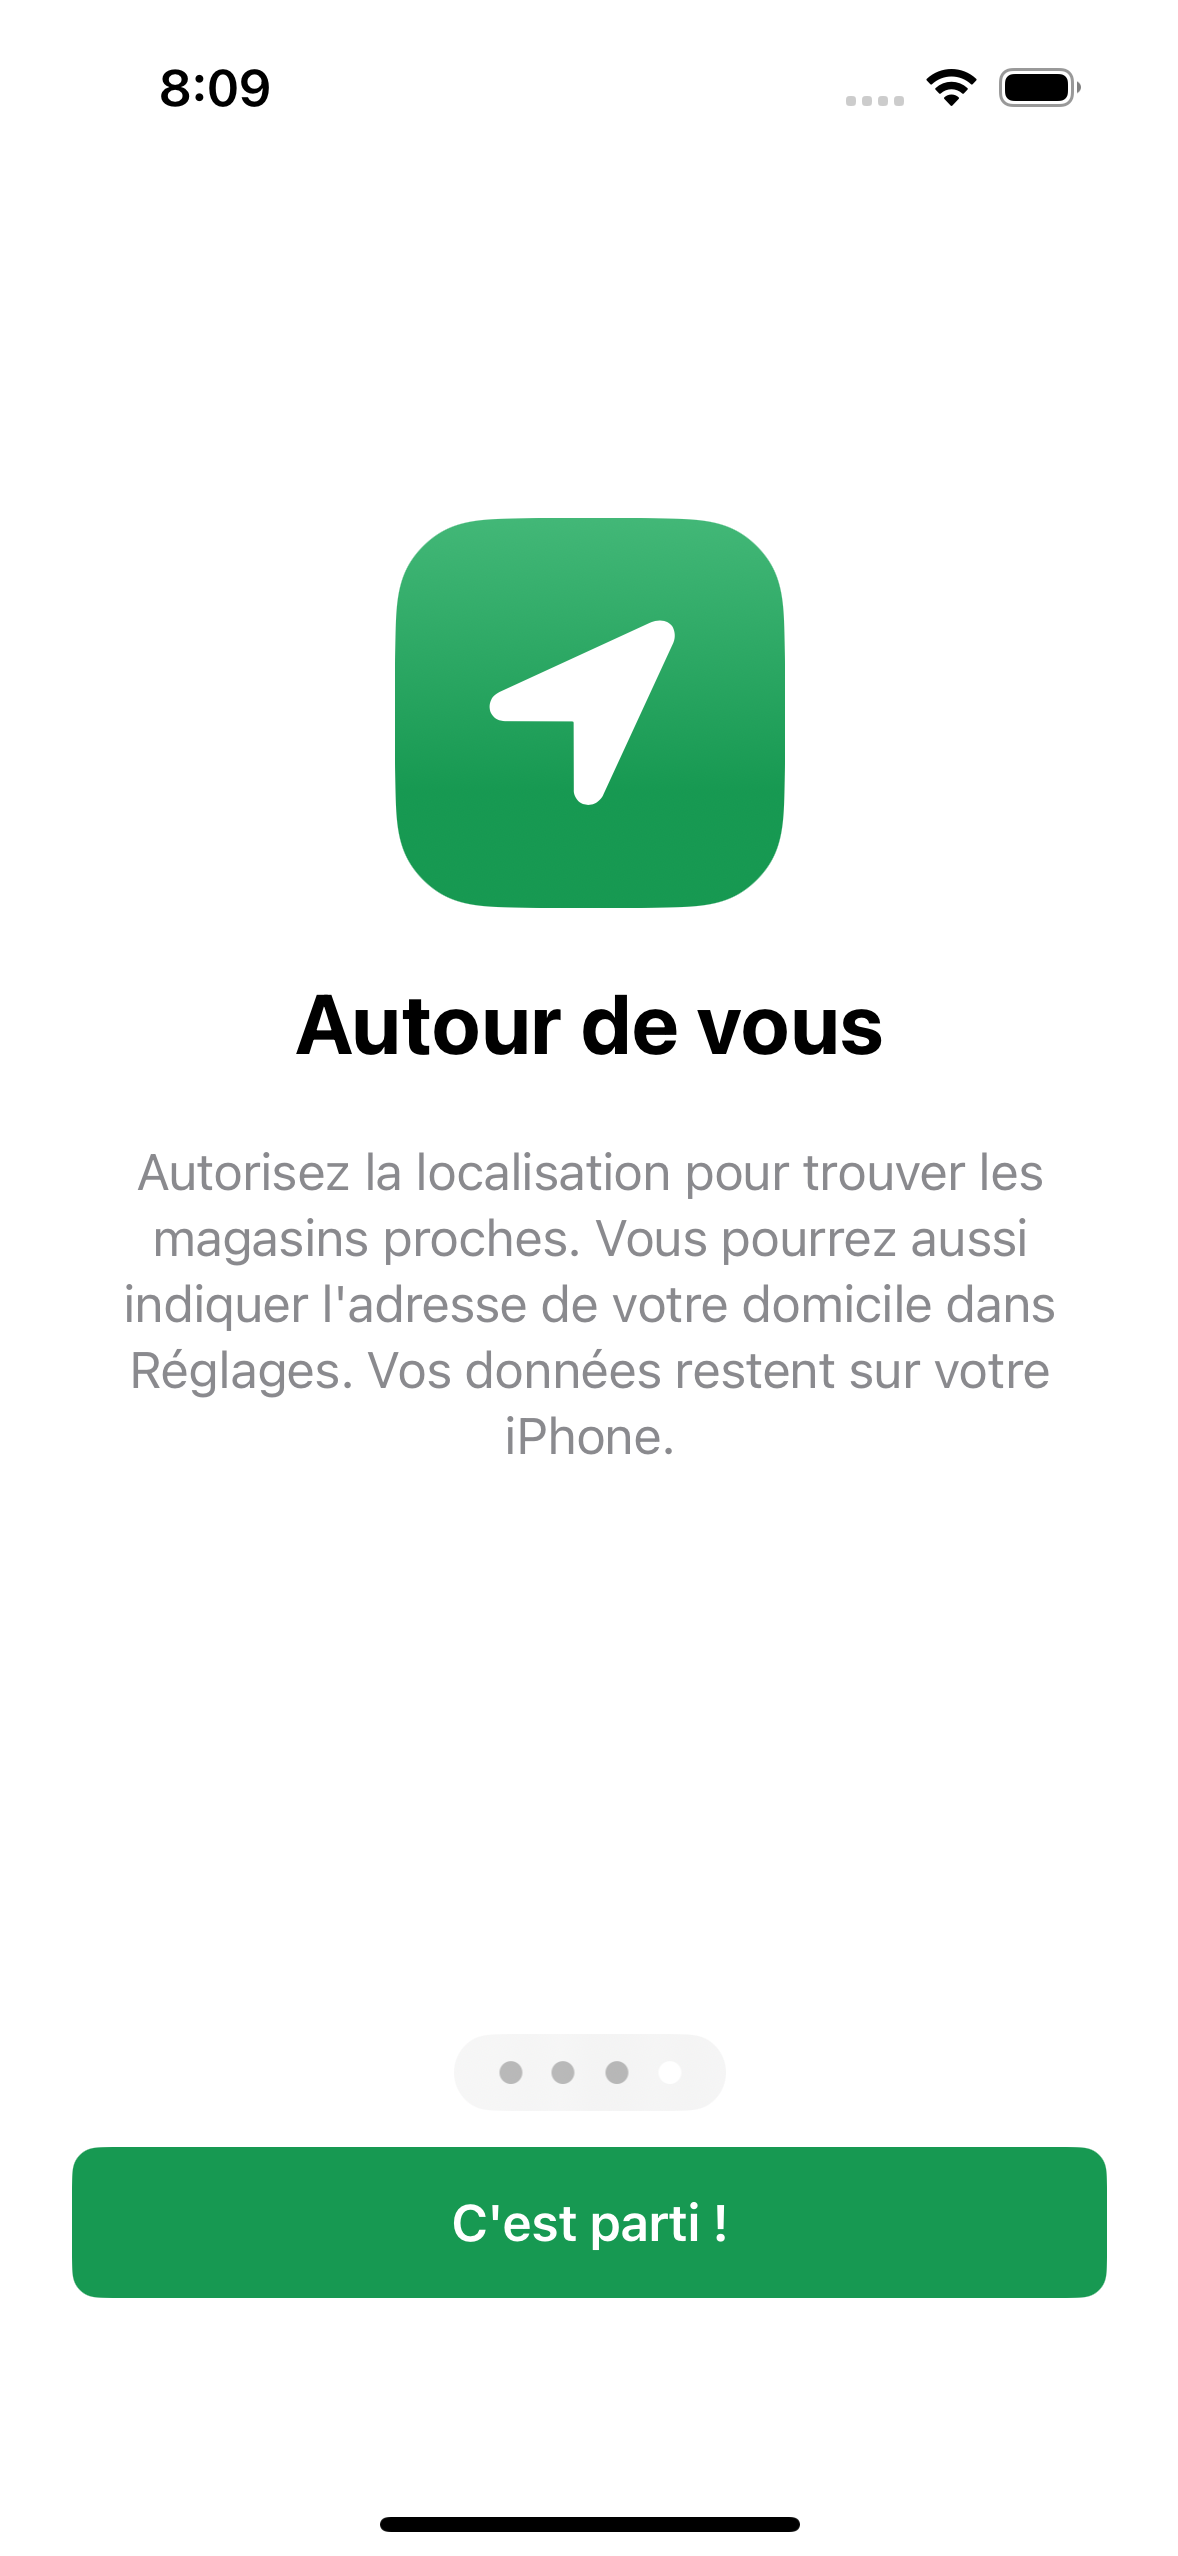 8:09
Autour de vous
Autorisez la localisation pour trouver les
magasins proches. Vous pourrez aussi
indiquer l'adresse de votre domicile dans
Réglages. Vos données restent sur votre
iPhone.
C'est parti !